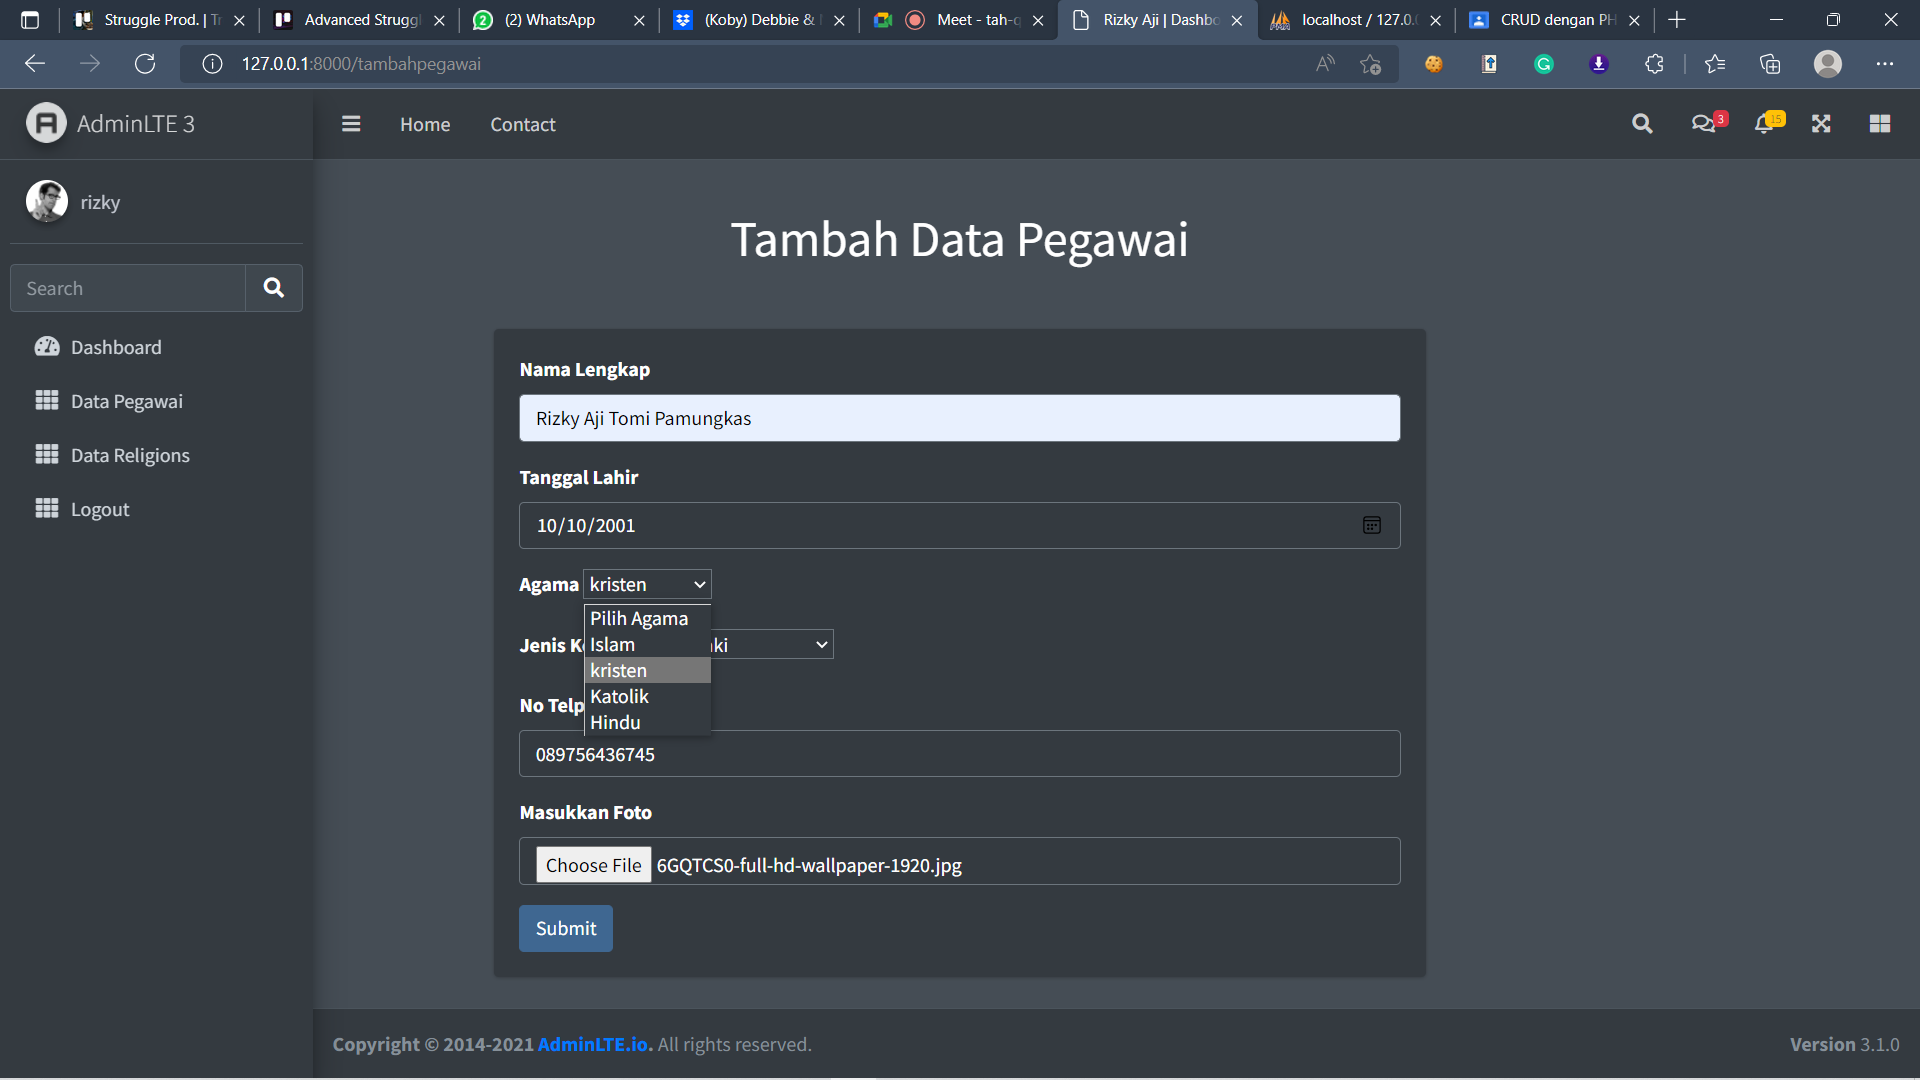 Struggle Prod. | Tr
Advanced Struggl
(2) WhatsApp
(Koby) Debbie &
Meet - tah-q
Rizky Aji | Dashbo
localhost / 127.0.0
CRUD dengan PH
127.0.0.1:8000/tambahpegawai
AdminLTE 3
Home
Contact
3
15
rizky
Search
Dashboard
Data Pegawai
Data Religions
Logout
Tambah Data Pegawai
Nama Lengkap
Rizky Aji Tomi Pamungkas
Tanggal Lahir
10/10/2001
Agama kristen
Pilih Agama
Islam
kristen
Katolik
Hindu
Jenis Ke
aki
No Telp
089756436745
Masukkan Foto
Choose File 6GQTCS0-full-hd-wallpaper-1920.jpg
Submit
Copyright © 2014-2021 AdminLTE.io. All rights reserved.
Version 3.1.0